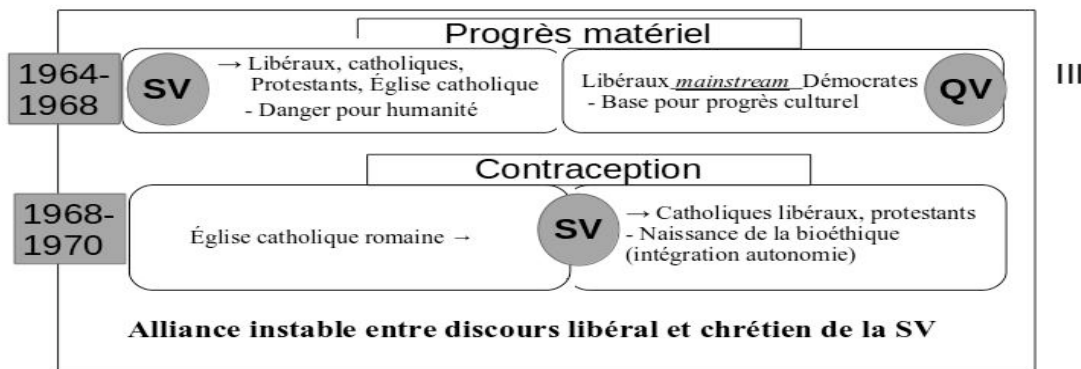 Progrès matériel
1964-
1968
SV
→ Libéraux, catholiques,
Protestants, Église catholique
- Danger pour humanité
Libéraux mainstream Démocrates
- Base pour progrès culturel
QV
III
Contraception
1968-
1970
Église catholique romaine →
SV
→ Catholiques libéraux, protestants
- Naissance de la bioéthique
(intégration autonomie)
Alliance instable entre discours libéral et chrétien de la SV